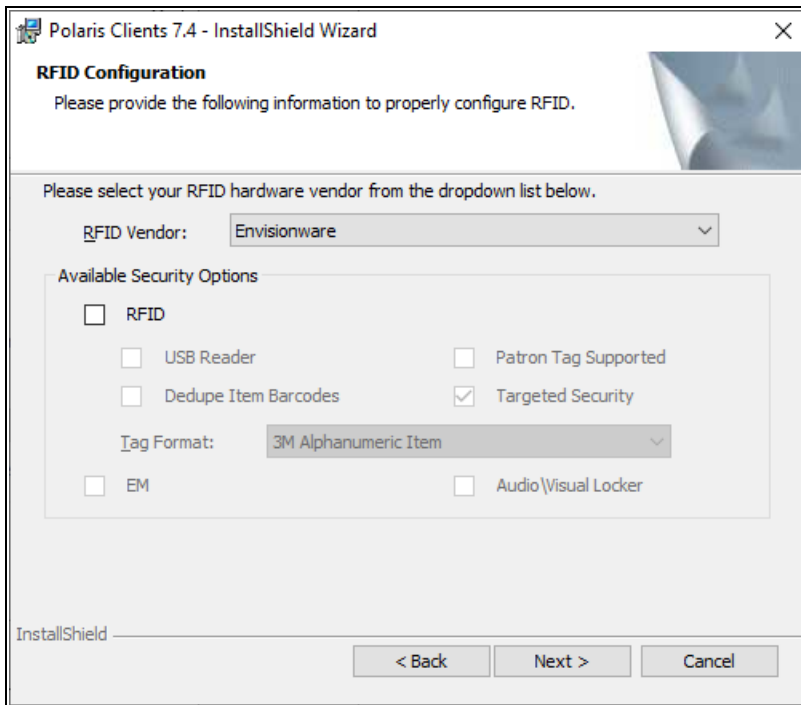 Polaris Clients 7.4 - InstallShield Wizard
RFID Configuration
Please provide the following information to properly configure RFID.
Please select your RFID hardware vendor from the dropdown list below.
RFID Vendor: Envisionware
Available Security Options
RFID
USB Reader Patron Tag Supported
Dedupe Item Barcodes Targeted Security
Tag Format: 3M Alphanumeric Item
EM Audio\Visual Locker
InstallShield
< Back Next > Cancel